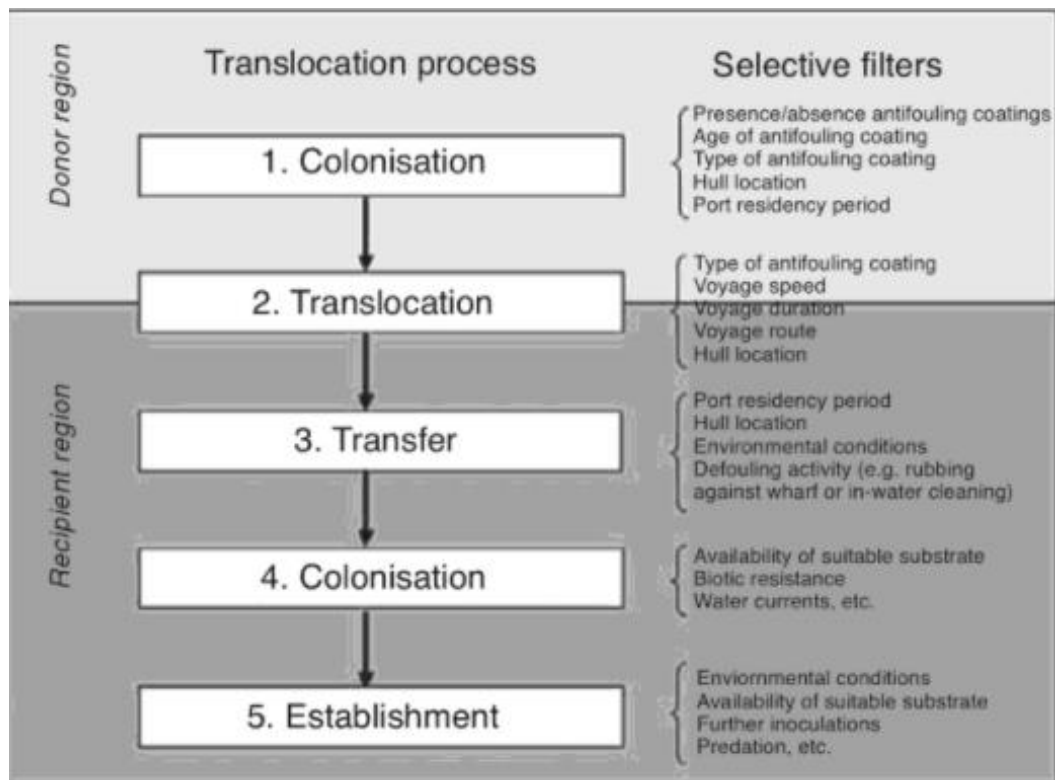 Donor region
Translocation process
Selective filters
1. Colonisation
Presence/absence antifouling coatings
Age of antifouling coating
Type of antifouling coating
Hull location
Port residency period
2. Translocation
Type of antifouling coating
Voyage speed
Voyage duration
Voyage route
Hull location
Recipient region
3. Transfer
Port residency period
Hull location
Environmental conditions
Defouling activity (e.g. rubbing
against wharf or in-water cleaning)
4. Colonisation
Availability of suitable substrate
Biotic resistance
Water currents, etc.
5. Establishment
Enviornmental conditions
Availability of suitable substrate
Further inoculations
Predation, etc.